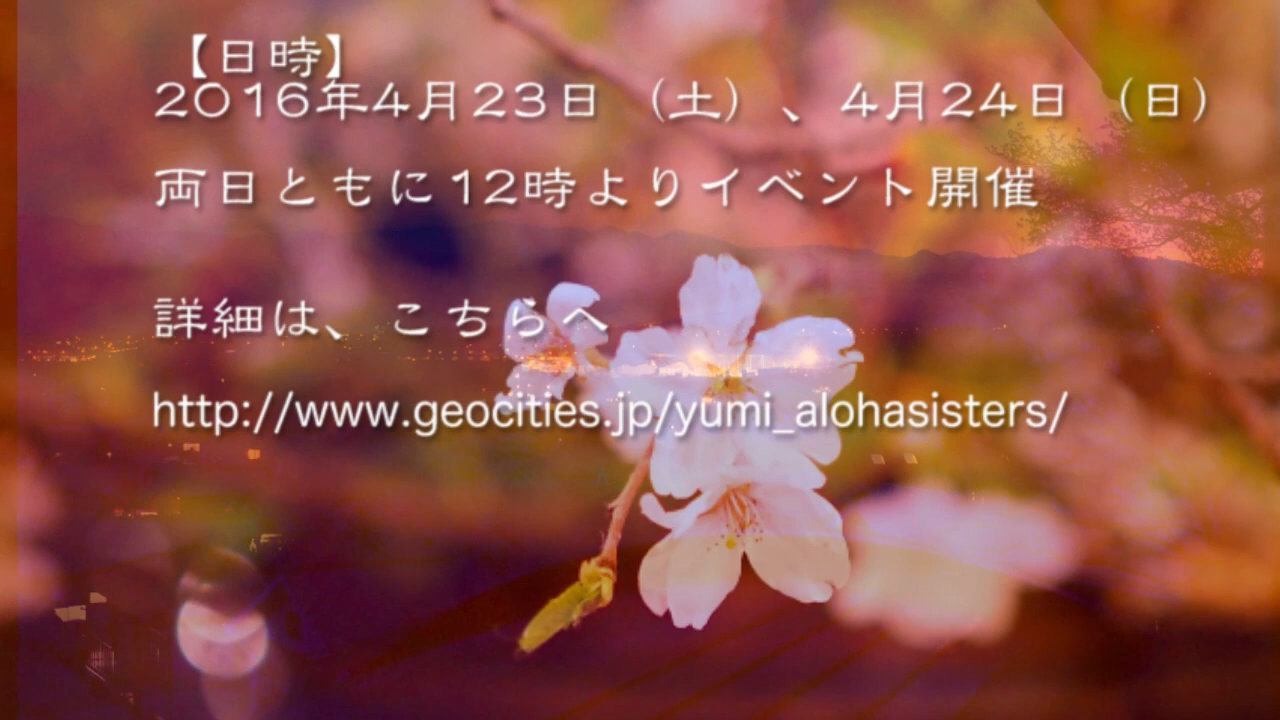 【日時】
2016年4月23日（土）、4月24日（日）
両日ともに12時よりイベント開催
詳細は、こちらへ
http://www.geocities.jp/yumi_alohasisters/